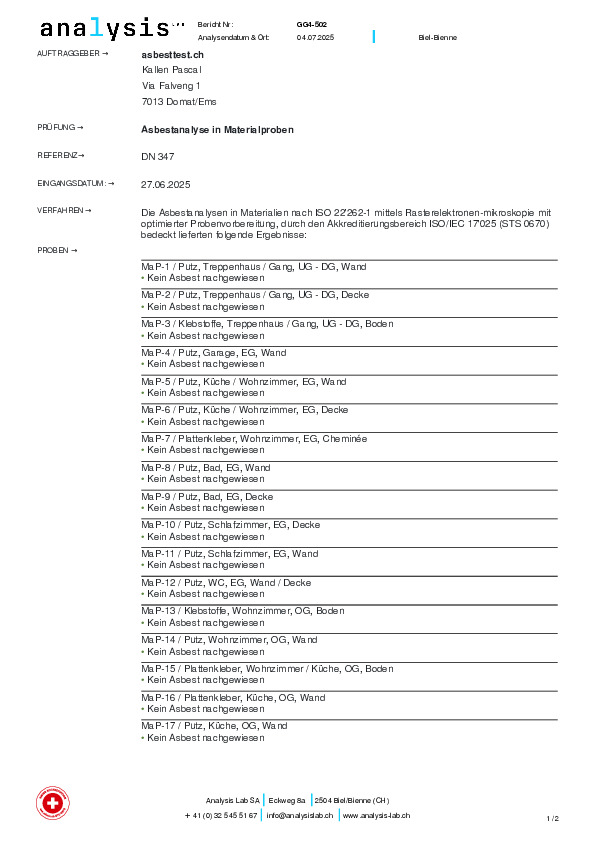 analysis
Bericht Nr: GG4-502
Analysendatum & Ort: 04.07.2025 Biel-Bienne
AUFTRAGGEBER → asbesttest.ch
Kallen Pascal
Via Falveng 1
7013 Domat/Ems
PRÜFUNG → Asbestanalyse in Materialproben
REFERENZ → DN 347
EINGANGSDATUM: → 27.06.2025
VERFAHREN → Die Asbestanalysen in Materialien nach ISO 22'262-1 mittels Rasterelektronen-mikroskopie mit
optimierter Probenvorbereitung, durch den Akkreditierungsbereich ISO/IEC 17'025 (STS 0670)
bedeckt lieferten folgende Ergebnisse:
PROBEN →
MaP-1 / Putz, Treppenhaus / Gang, UG - DG, Wand
• Kein Asbest nachgewiesen
MaP-2 / Putz, Treppenhaus / Gang, UG - DG, Decke
• Kein Asbest nachgewiesen
MaP-3 / Klebstoffe, Treppenhaus / Gang, UG - DG, Boden
• Kein Asbest nachgewiesen
MaP-4 / Putz, Garage, EG, Wand
• Kein Asbest nachgewiesen
MaP-5 / Putz, Küche / Wohnzimmer, EG, Wand
• Kein Asbest nachgewiesen
MaP-6 / Putz, Küche / Wohnzimmer, EG, Decke
• Kein Asbest nachgewiesen
MaP-7 / Plattenkleber, Wohnzimmer, EG, Cheminée
• Kein Asbest nachgewiesen
MaP-8 / Putz, Bad, EG, Wand
• Kein Asbest nachgewiesen
MaP-9 / Putz, Bad, EG, Decke
• Kein Asbest nachgewiesen
MaP-10 / Putz, Schlafzimmer, EG, Decke
• Kein Asbest nachgewiesen
MaP-11 / Putz, Schlafzimmer, EG, Wand
• Kein Asbest nachgewiesen
MaP-12 / Putz, WC, EG, Wand / Decke
• Kein Asbest nachgewiesen
MaP-13 / Klebstoffe, Wohnzimmer, OG, Boden
• Kein Asbest nachgewiesen
MaP-14 / Putz, Wohnzimmer, OG, Wand
• Kein Asbest nachgewiesen
MaP-15 / Plattenkleber, Wohnzimmer / Küche, OG, Boden
• Kein Asbest nachgewiesen
MaP-16 / Plattenkleber, Küche, OG, Wand
• Kein Asbest nachgewiesen
MaP-17 / Putz, Küche, OG, Wand
• Kein Asbest nachgewiesen
Analysis Lab SA | Eckweg 8a | 2504 Biel/Bienne (CH)
+ 41 (0) 32 545 51 67 | info@analysislab.ch | www.analysis-lab.ch
1 / 2